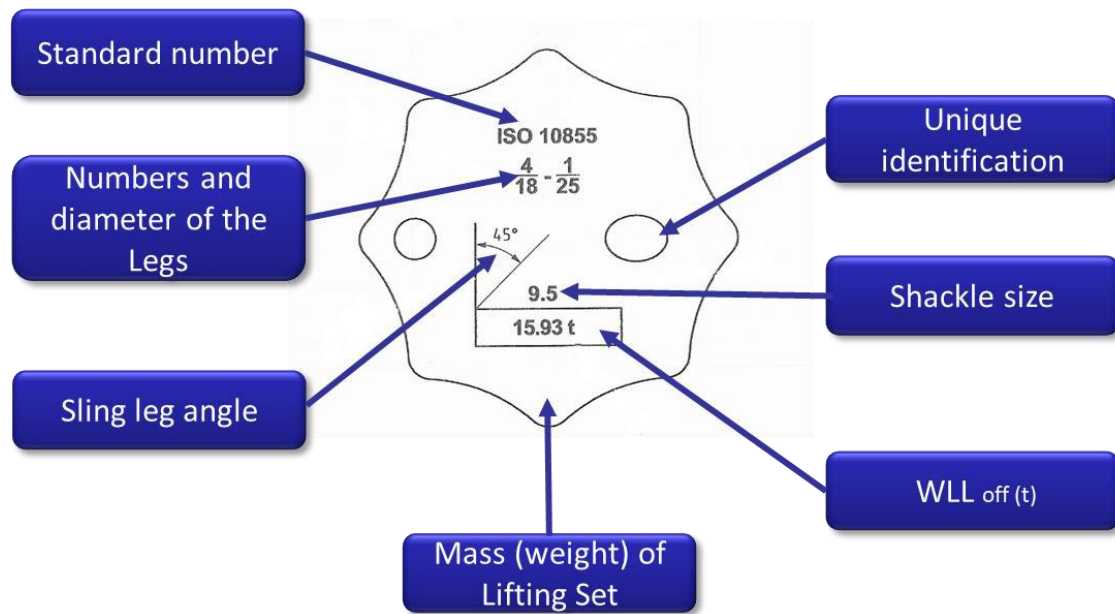 Standard number
ISO 10855
4/18 - 1/25
Unique
identification
Numbers and
diameter of the
Legs
45°
9.5
Shackle size
15.93 t
Sling leg angle
WLL off (t)
Mass (weight) of
Lifting Set